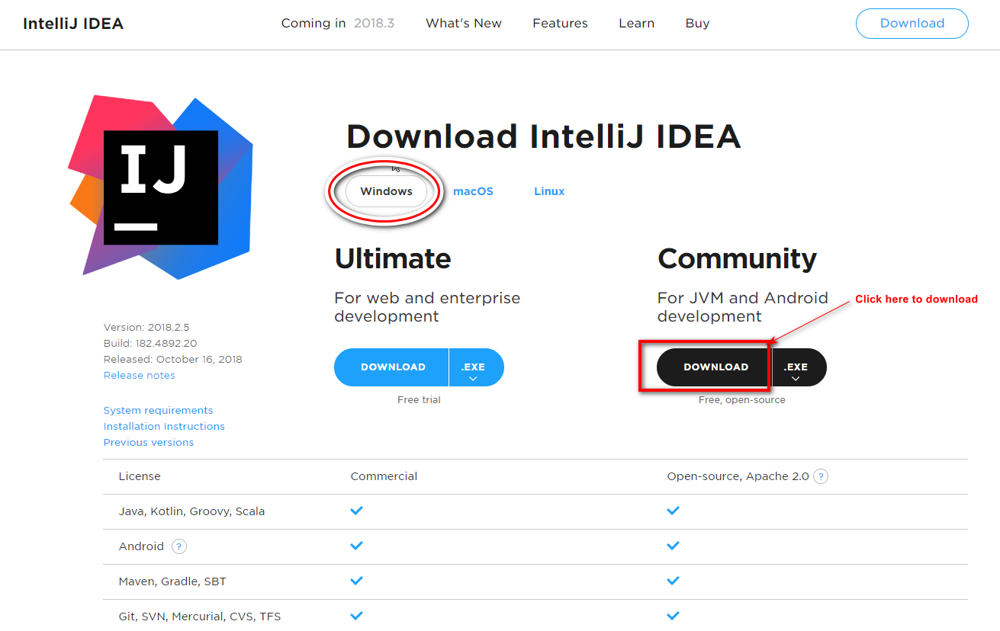 IntelliJ IDEA
Coming in 2018.3
What's New
Features
Learn
Buy
Download
IJ
Download IntelliJ IDEA
Windows
macOS
Linux
Ultimate
For web and enterprise
development
DOWNLOAD
.EXE
Free trial
Community
For JVM and Android
development
Click here to download
DOWNLOAD
.EXE
Free, open-source
Version: 2018.2.5
Build: 182.4892.20
Released: October 16, 2018
Release notes
System requirements
Installation Instructions
Previous versions
License Commercial Open-source, Apache 2.0 ?
Java, Kotlin, Groovy, Scala
Android ?
Maven, Gradle, SBT
Git, SVN, Mercurial, CVS, TFS